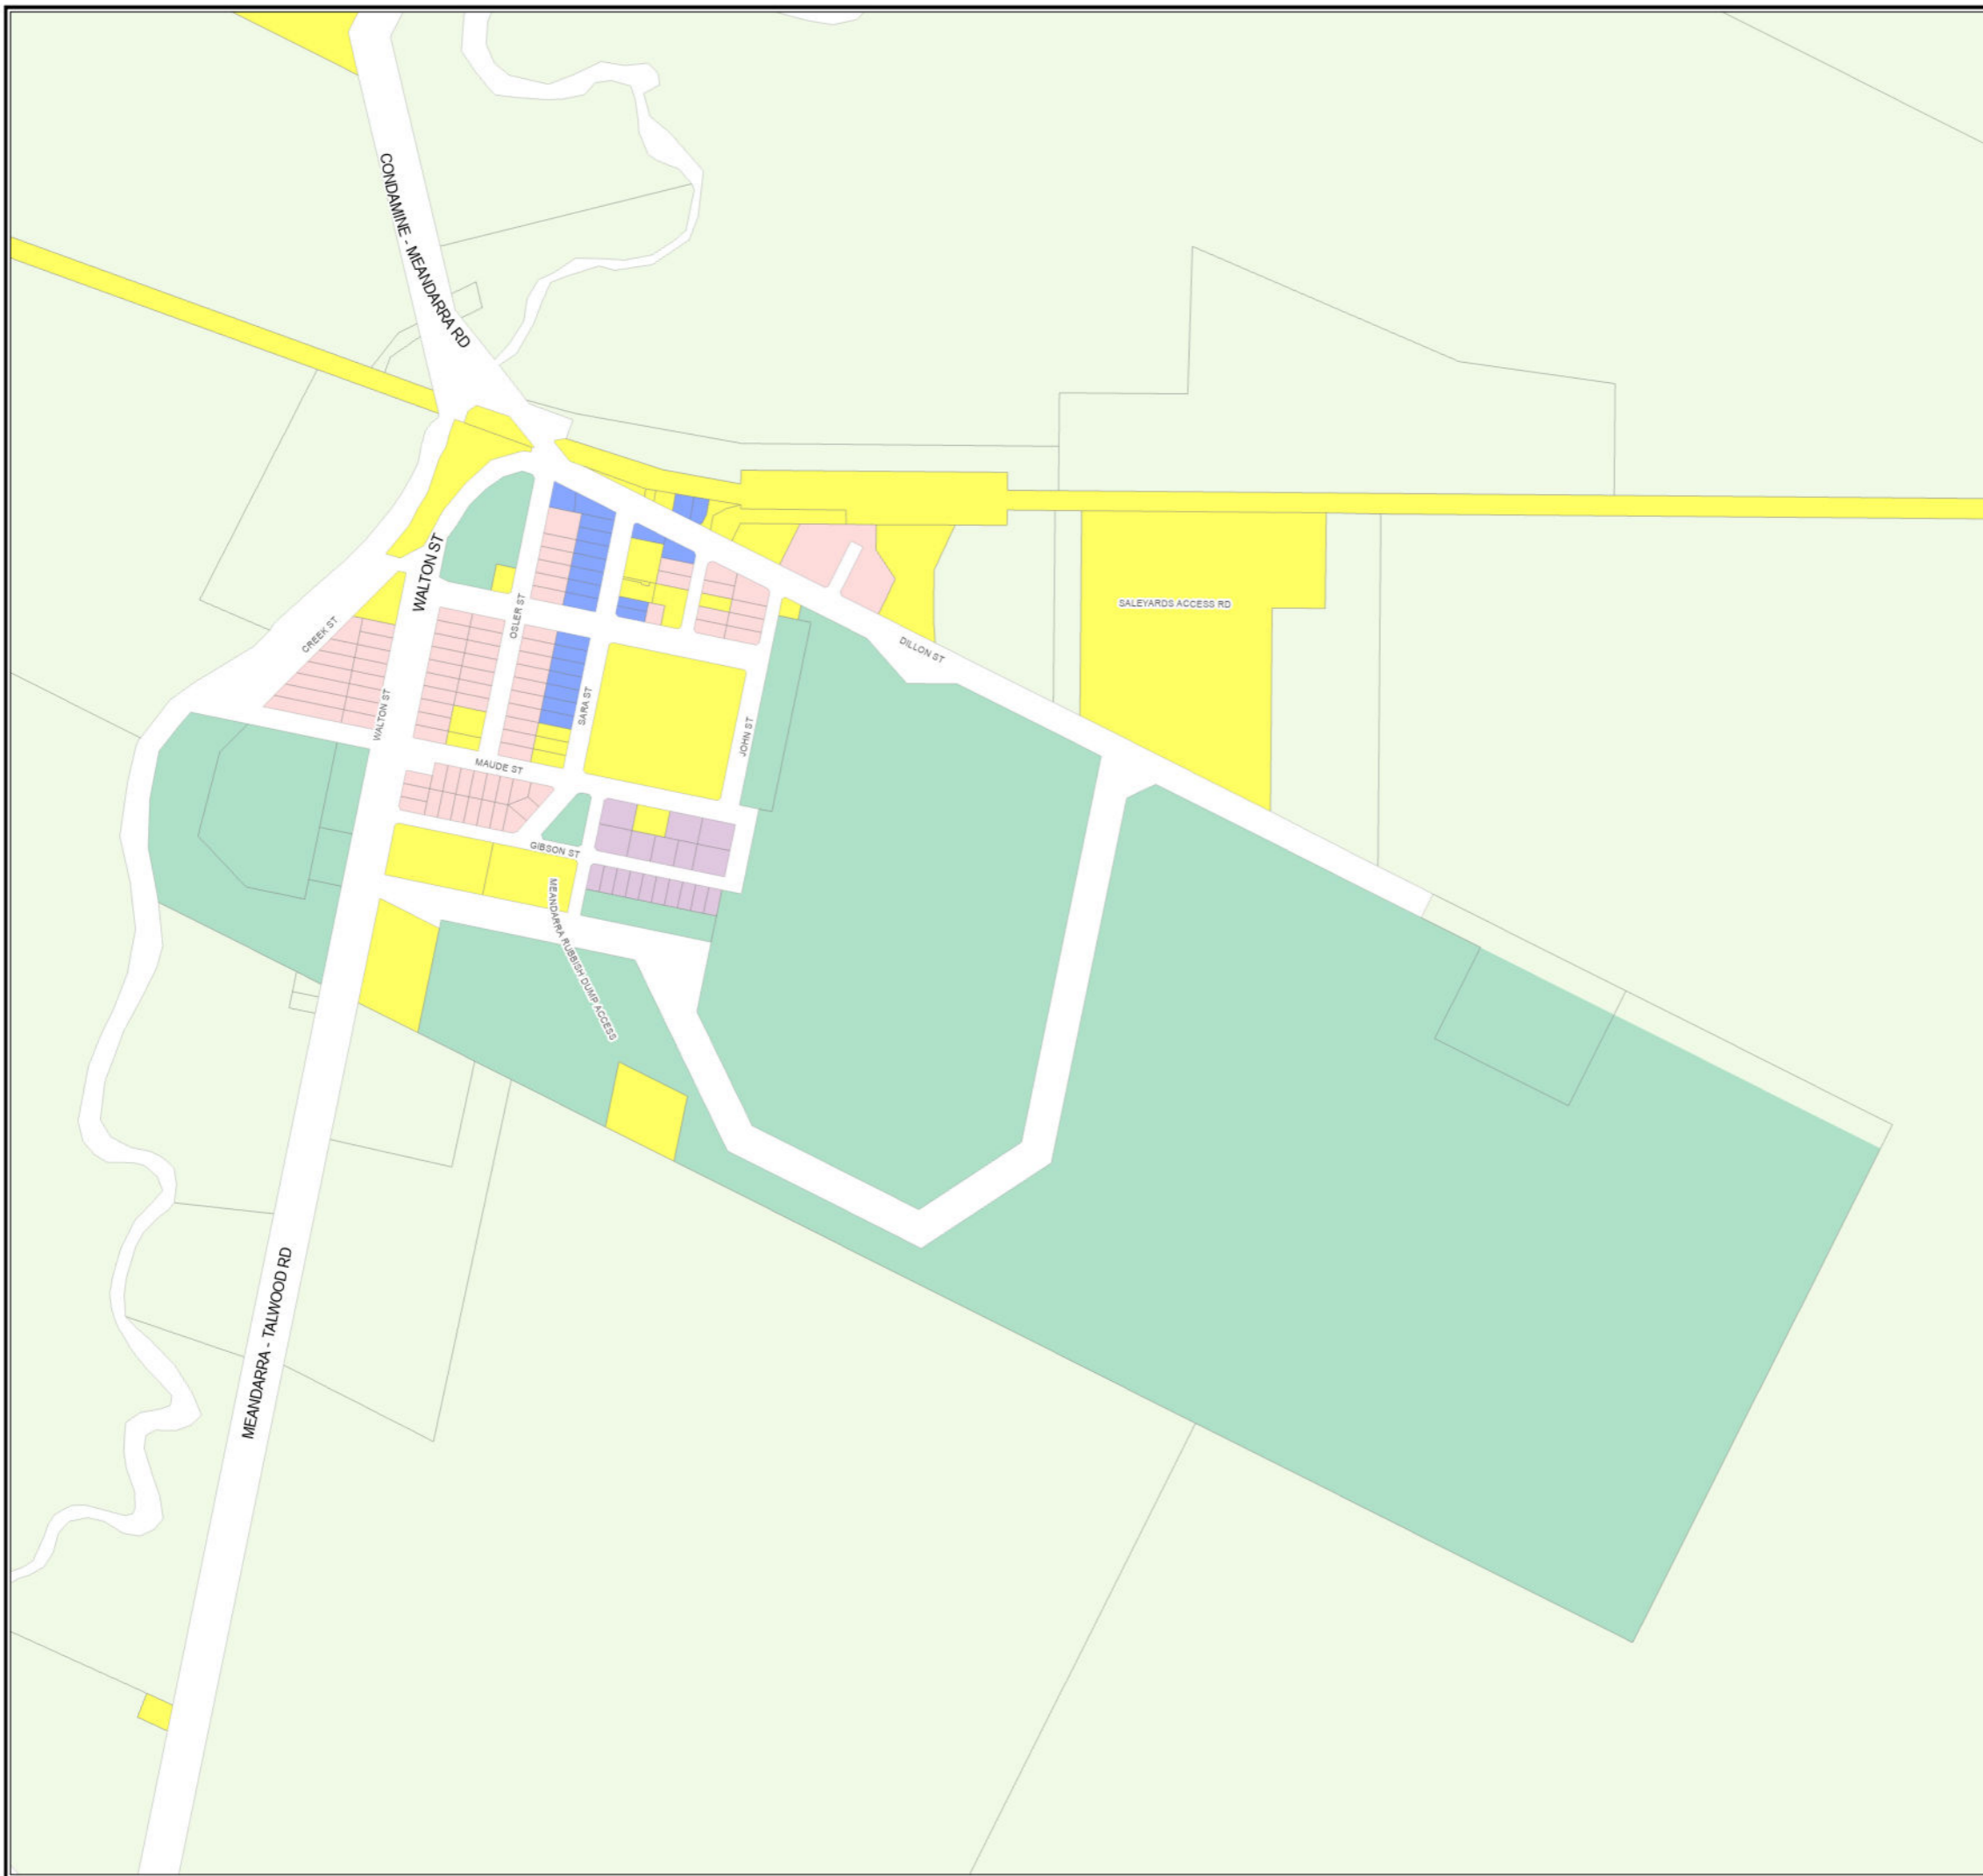 CONDAMINE - MEANDARRA RD
WALTON ST
SALEYARDS ACCESS RD
OSLER ST
CREEK ST
DILLON ST
WALTON ST
SARA ST
JOHN ST
MAUDE ST
GIBSON ST
MEANDARRA RUBBISH DUMP ACCESS
MEANDARRA - TALWOOD RD